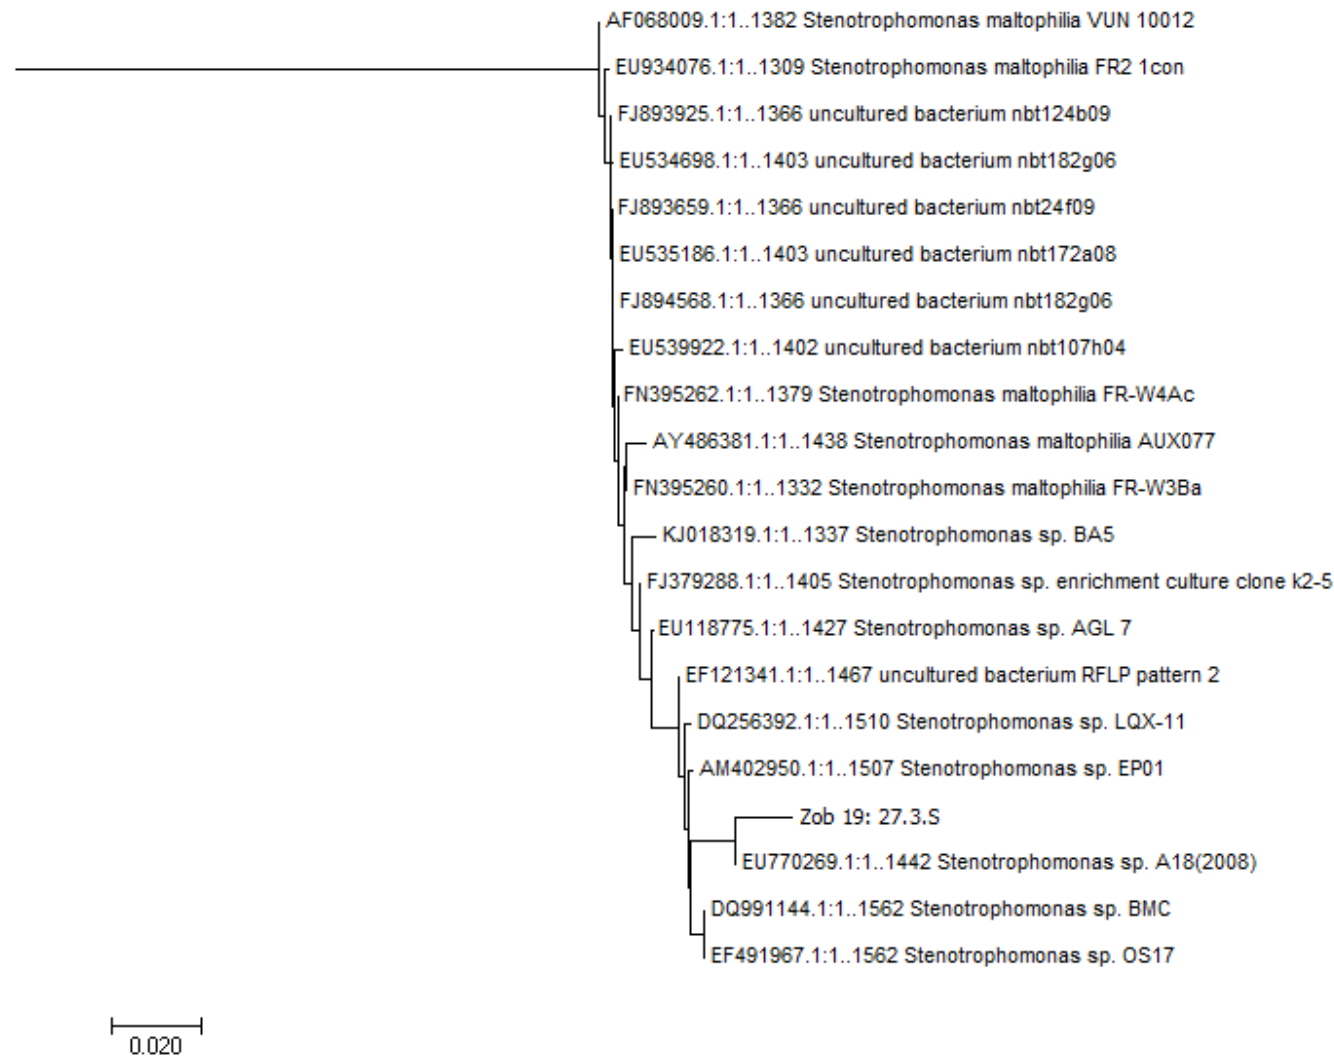 AF068009.1:1..1382 Stenotrophomonas maltophilia VUN 10012
EU934076.1:1..1309 Stenotrophomonas maltophilia FR2 1con
FJ893925.1:1..1366 uncultured bacterium nbt124b09
EU534698.1:1..1403 uncultured bacterium nbt182g06
FJ893659.1:1..1366 uncultured bacterium nbt24f09
EU535186.1:1..1403 uncultured bacterium nbt172a08
FJ894568.1:1..1366 uncultured bacterium nbt182g06
EU539922.1:1..1402 uncultured bacterium nbt107h04
FN395262.1:1..1379 Stenotrophomonas maltophilia FR-W4Ac
AY486381.1:1..1438 Stenotrophomonas maltophilia AUX077
FN395260.1:1..1332 Stenotrophomonas maltophilia FR-W3Ba
KJ018319.1:1..1337 Stenotrophomonas sp. BA5
FJ379288.1:1..1405 Stenotrophomonas sp. enrichment culture clone k2-5
EU118775.1:1..1427 Stenotrophomonas sp. AGL 7
EF121341.1:1..1467 uncultured bacterium RFLP pattern 2
DQ256392.1:1..1510 Stenotrophomonas sp. LQX-11
AM402950.1:1..1507 Stenotrophomonas sp. EP01
Zob 19: 27.3.S
EU770269.1:1..1442 Stenotrophomonas sp. A18(2008)
DQ991144.1:1..1562 Stenotrophomonas sp. BMC
EF491967.1:1..1562 Stenotrophomonas sp. OS17
0.020